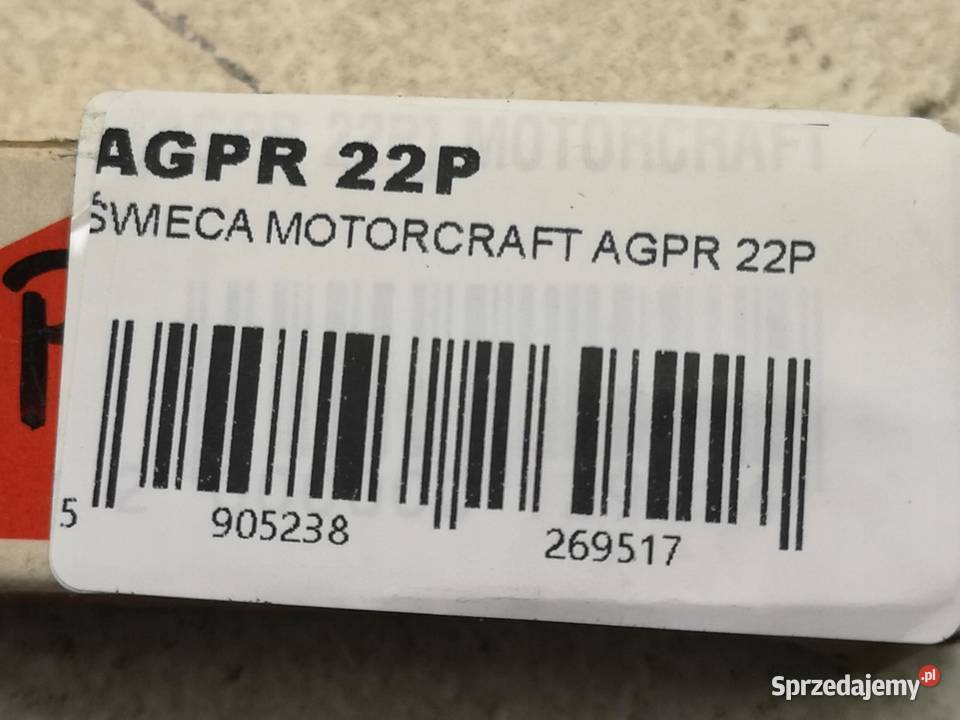 AGPR 22P
ŚWIECA MOTORCRAFT AGPR 22P
5 905238 269517
Sprzedajemy.pl